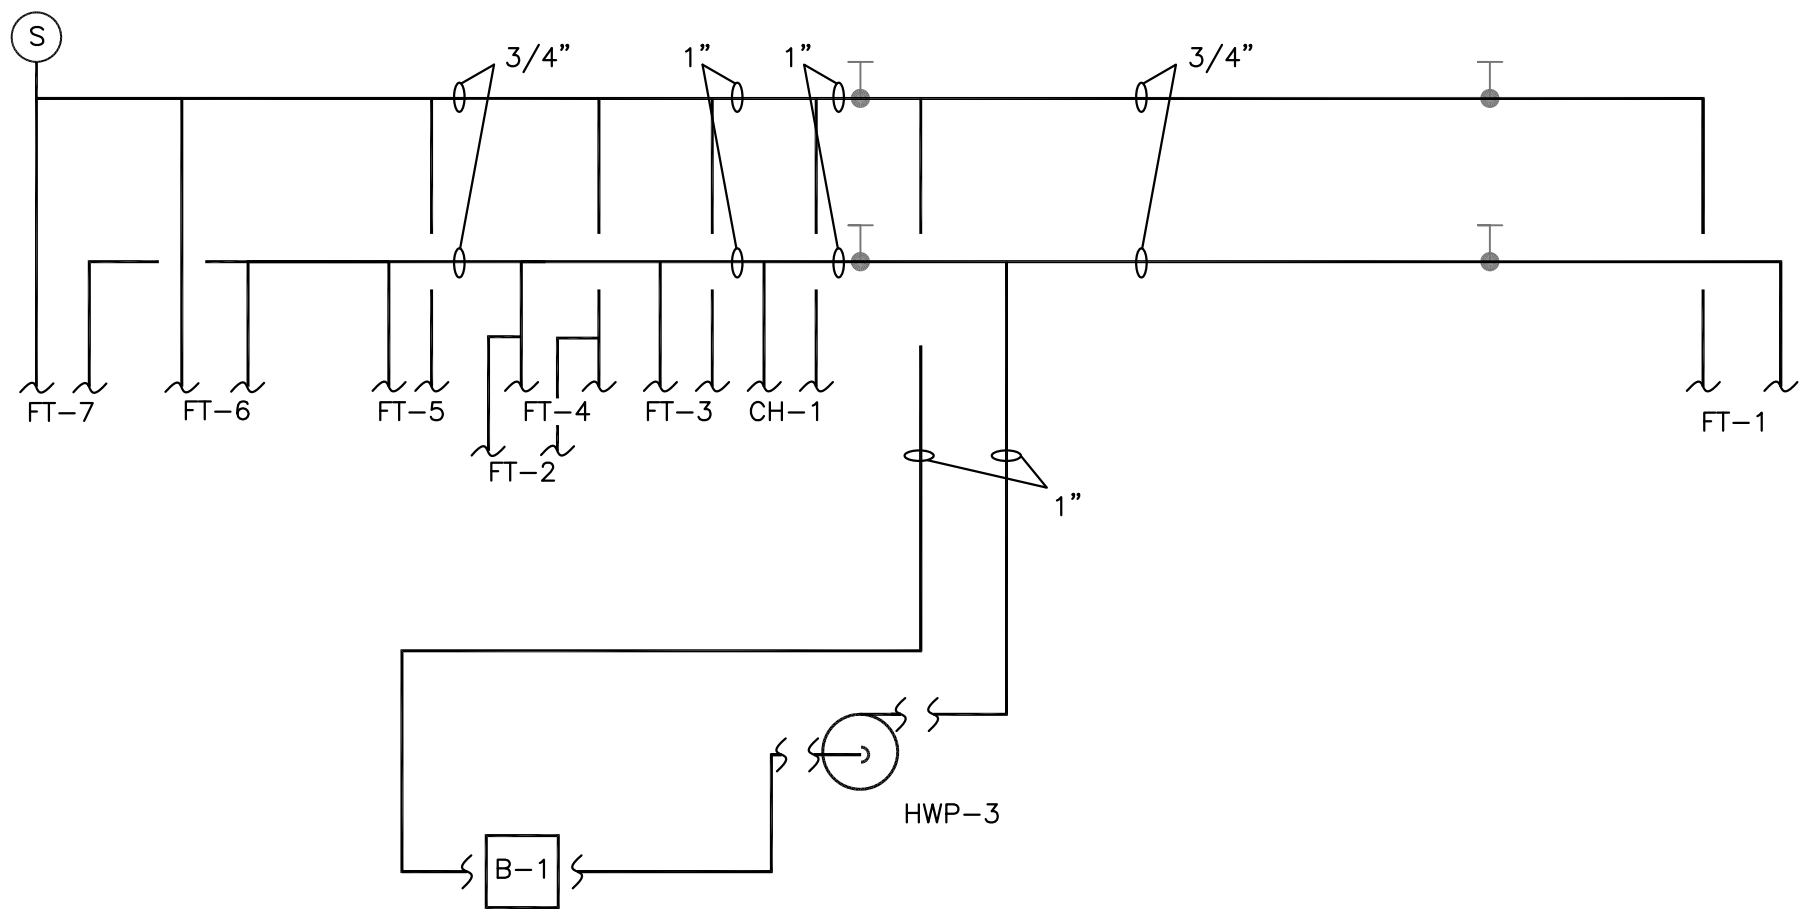 S
3/4”
1”
1”
3/4”
FT-7
FT-6
FT-5
FT-4
FT-3
CH-1
FT-1
FT-2
1”
HWP-3
B-1